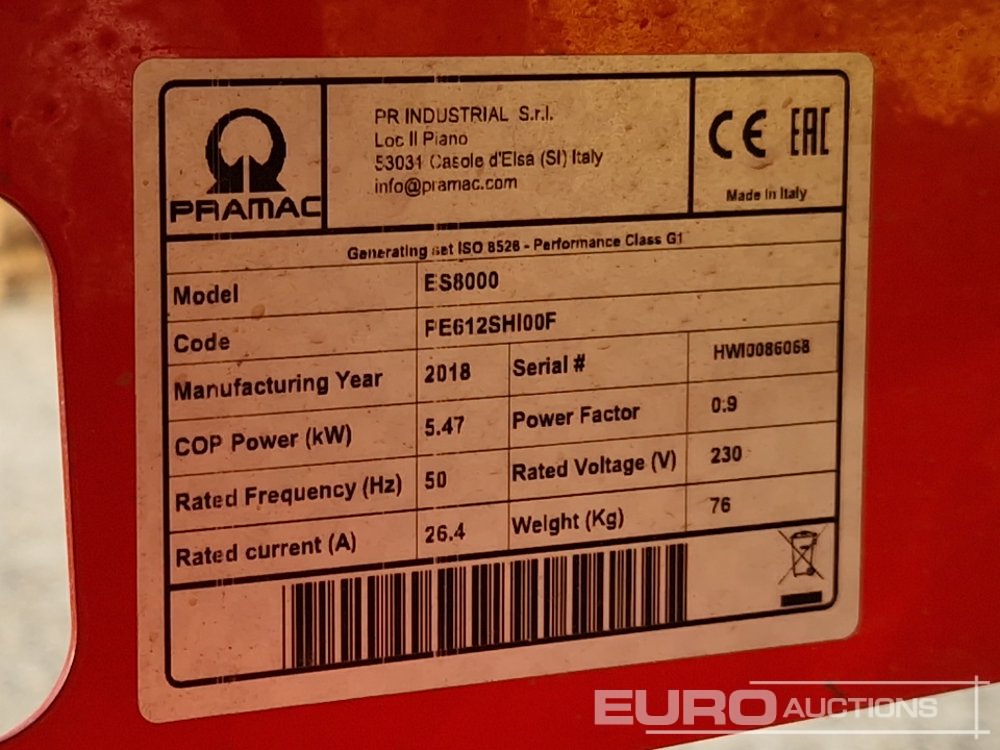 PRAMAC
PR INDUSTRIAL S.r.l.
Loc Il Piano
53031 Casole d'Elsa (SI) Italy
info@pramac.com
CE EAC
Made in Italy
Generating set ISO 8528 - Performance Class G1
Model ES8000
Code PE612SHI00F
Manufacturing Year 2018 Serial # HWI0086068
COP Power (kW) 5.47 Power Factor 0.9
Rated Frequency (Hz) 50 Rated Voltage (V) 230
Rated current (A) 26.4 Weight (Kg) 76
EURO AUCTIONS